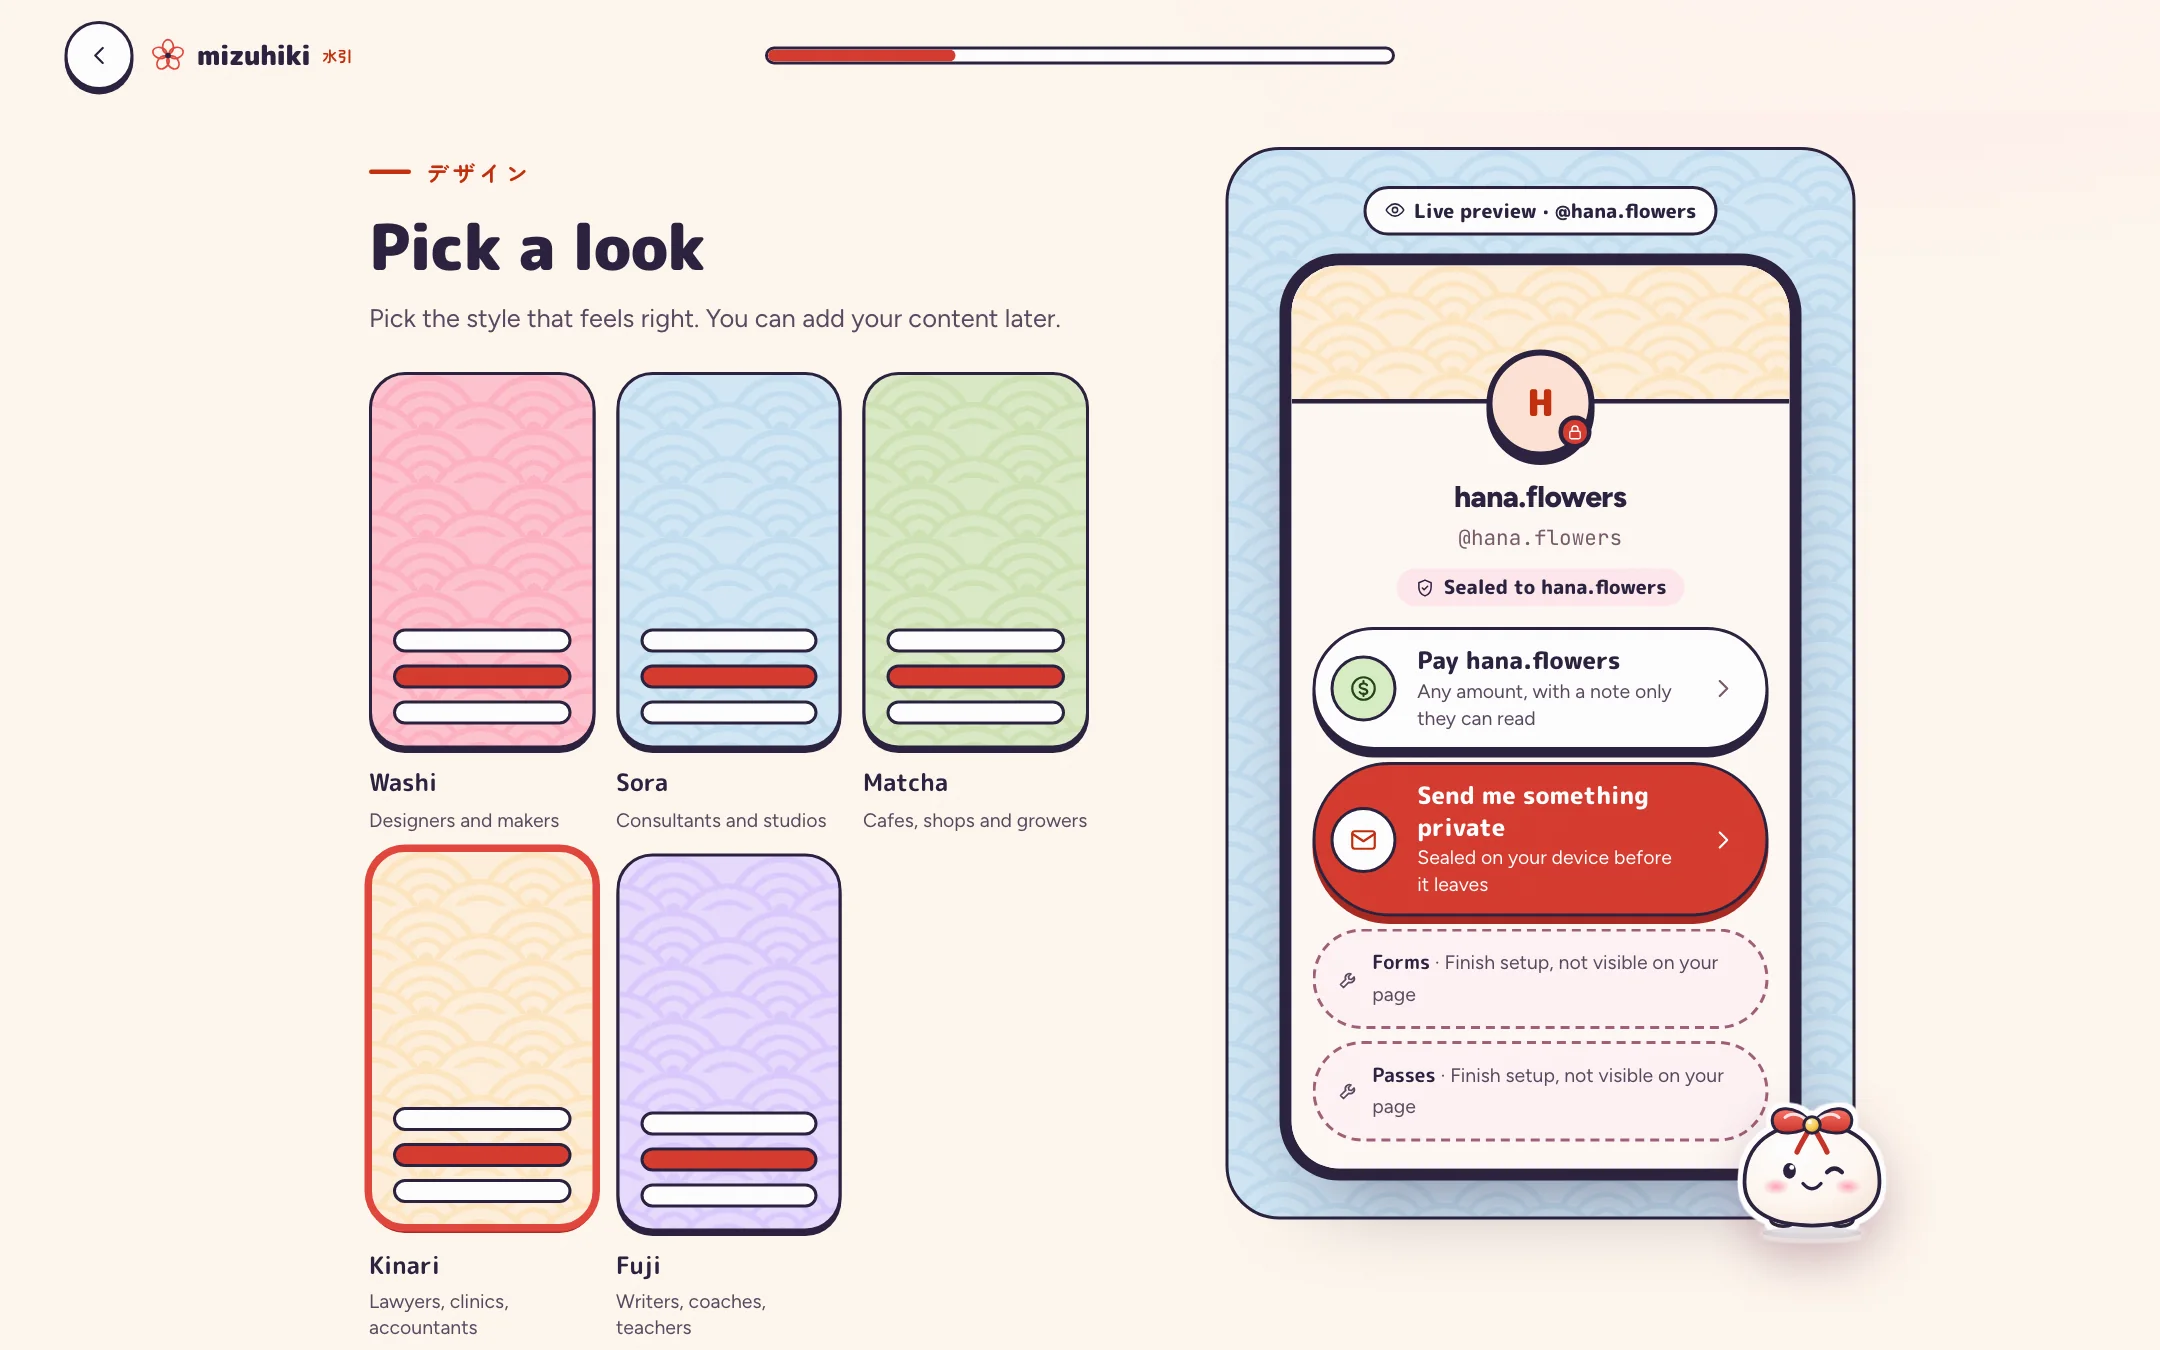 mizuhiki 水引
デザイン
Pick a look
Pick the style that feels right. You can add your content later.
Washi
Designers and makers
Sora
Consultants and studios
Matcha
Cafes, shops and growers
Kinari
Lawyers, clinics,
accountants
Fuji
Writers, coaches,
teachers
Live preview · @hana.flowers
H
hana.flowers
@hana.flowers
Sealed to hana.flowers
Pay hana.flowers
Any amount, with a note only
they can read
Send me something
private
Sealed on your device before
it leaves
Forms · Finish setup, not visible on your
page
Passes · Finish setup, not visible on your
page